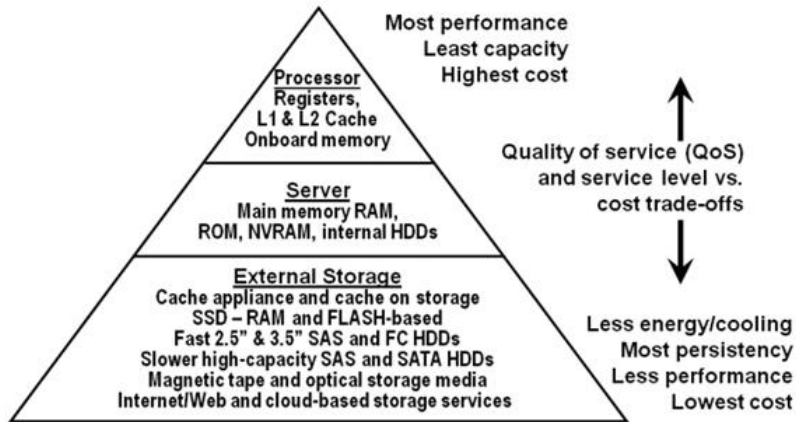 Most performance
Least capacity
Highest cost
Processor
Registers,
L1 & L2 Cache
Onboard memory
Quality of service (QoS)
and service level vs.
cost trade-offs
Server
Main memory RAM,
ROM, NVRAM, internal HDDs
External Storage
Cache appliance and cache on storage
SSD – RAM and FLASH-based
Fast 2.5” & 3.5” SAS and FC HDDs
Slower high-capacity SAS and SATA HDDs
Magnetic tape and optical storage media
Internet/Web and cloud-based storage services
Less energy/cooling
Most persistency
Less performance
Lowest cost